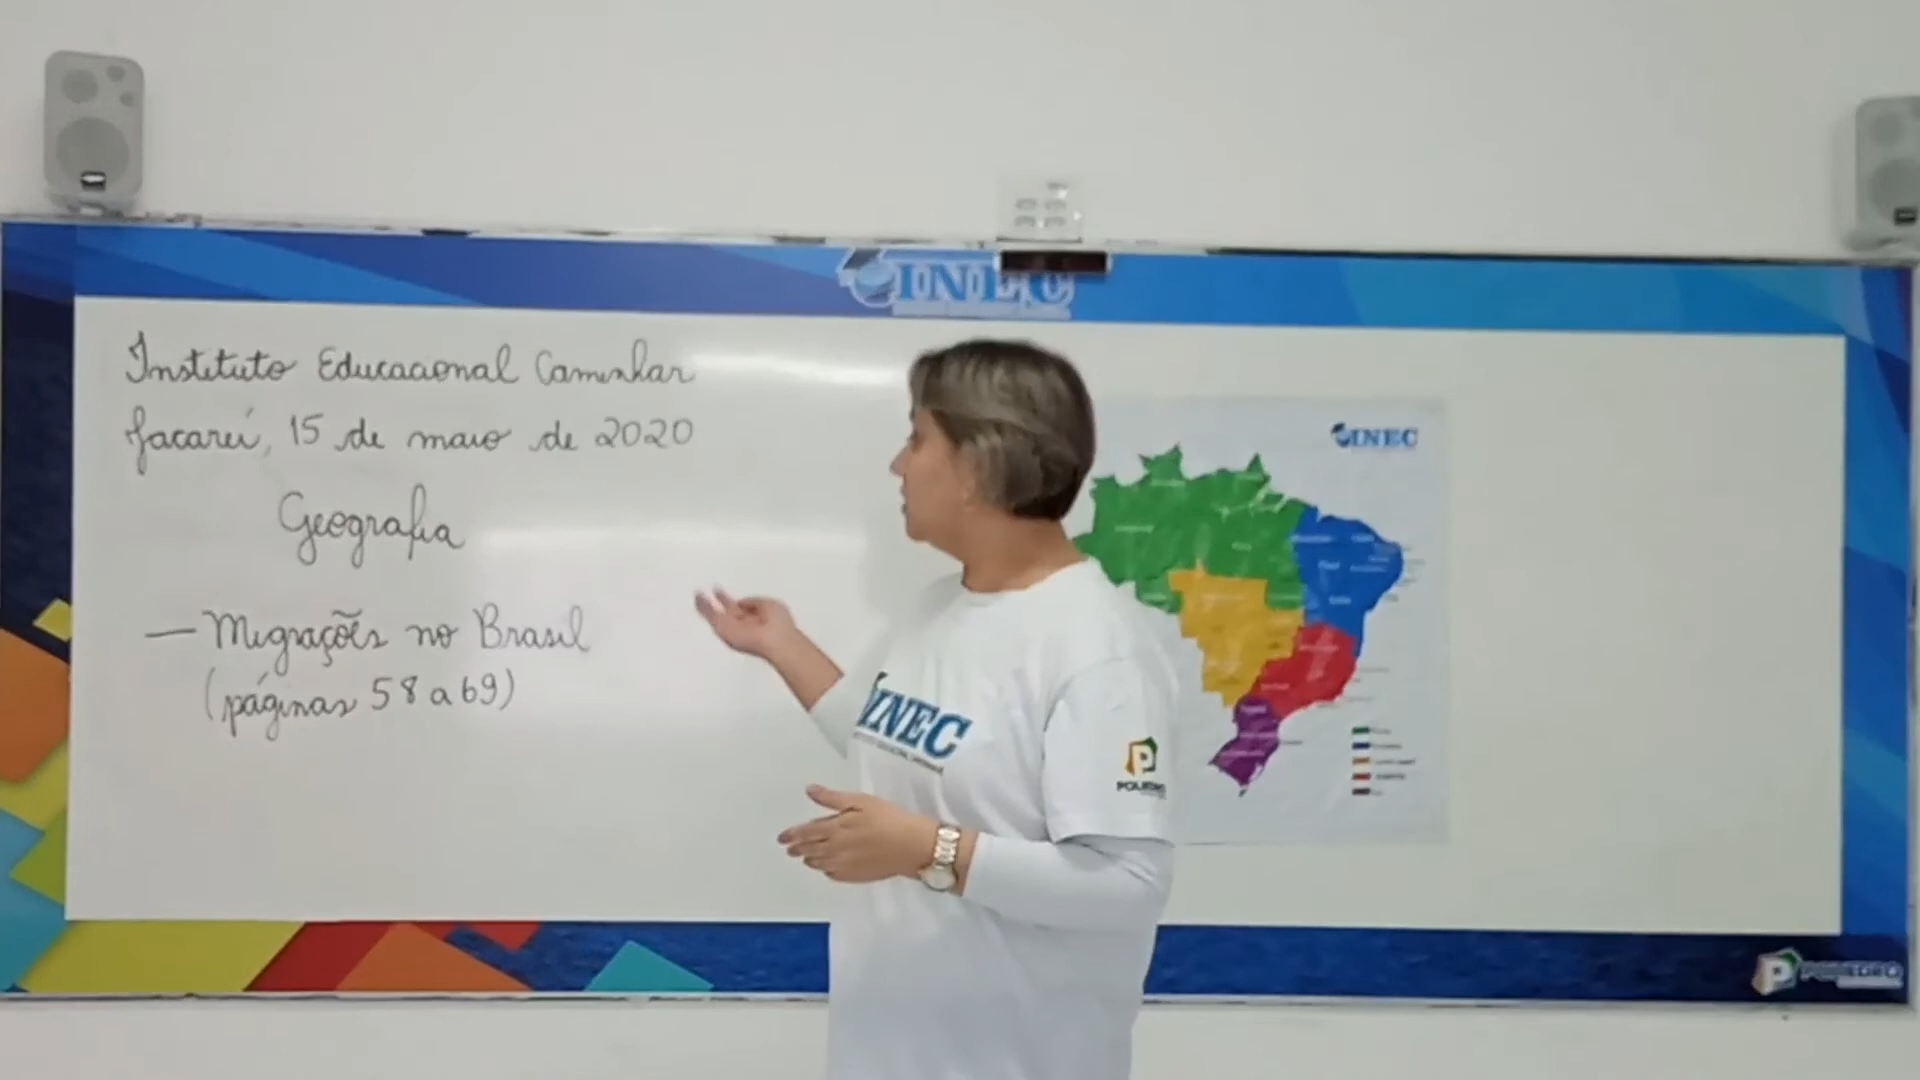 INEC
Instituto Educacional Caminhar
Jacareí, 15 de maio de 2020
Geografia
— Migrações no Brasil
(páginas 58 a 69)
INEC
INEC
P
POLIEDRO